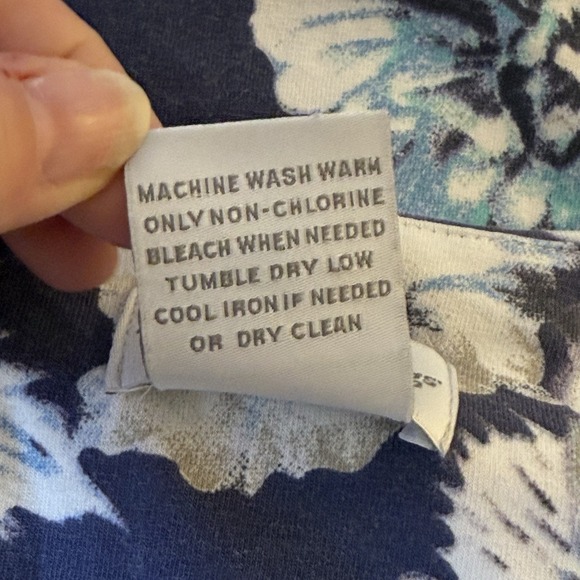 MACHINE WASH WARM
ONLY NON-CHLORINE
BLEACH WHEN NEEDED
TUMBLE DRY LOW
COOL IRON IF NEEDED
OR DRY CLEAN